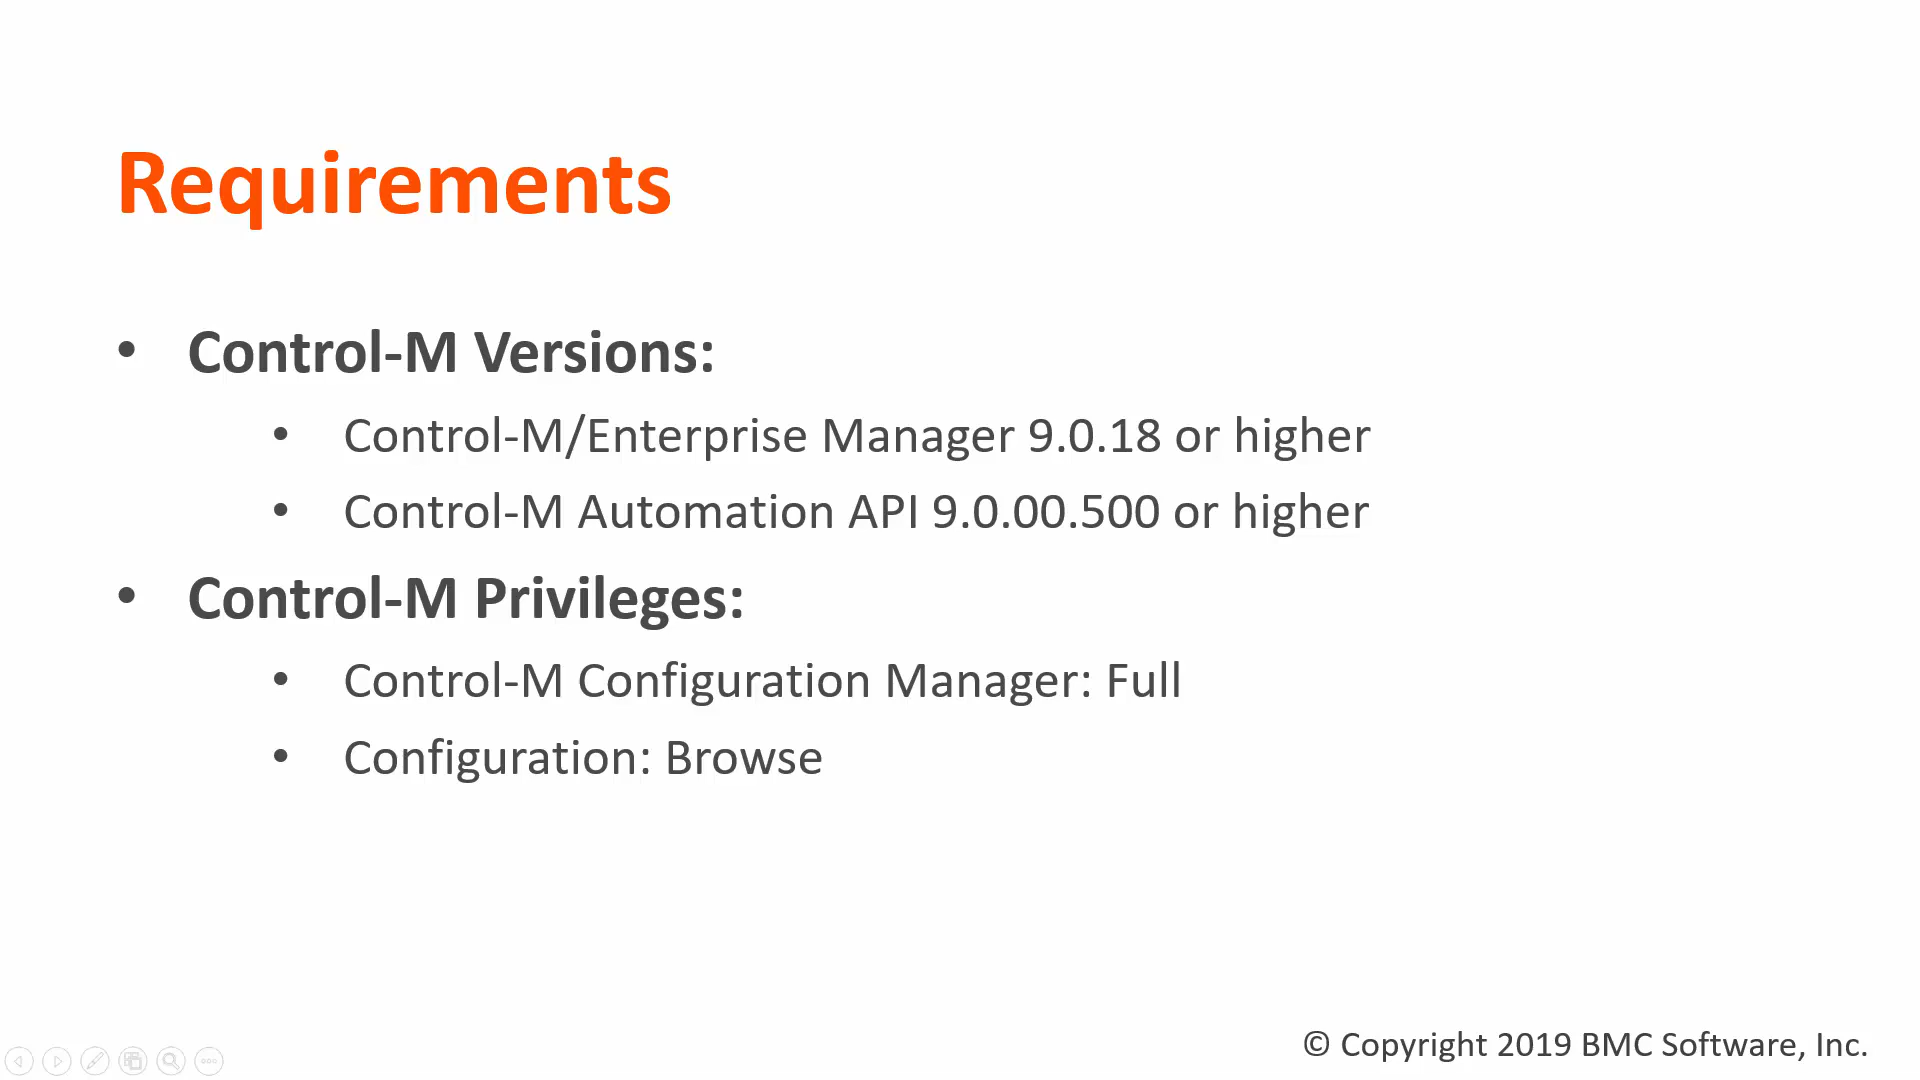 Requirements
• Control-M Versions:
• Control-M/Enterprise Manager 9.0.18 or higher
• Control-M Automation API 9.0.00.500 or higher
• Control-M Privileges:
• Control-M Configuration Manager: Full
• Configuration: Browse
© Copyright 2019 BMC Software, Inc.